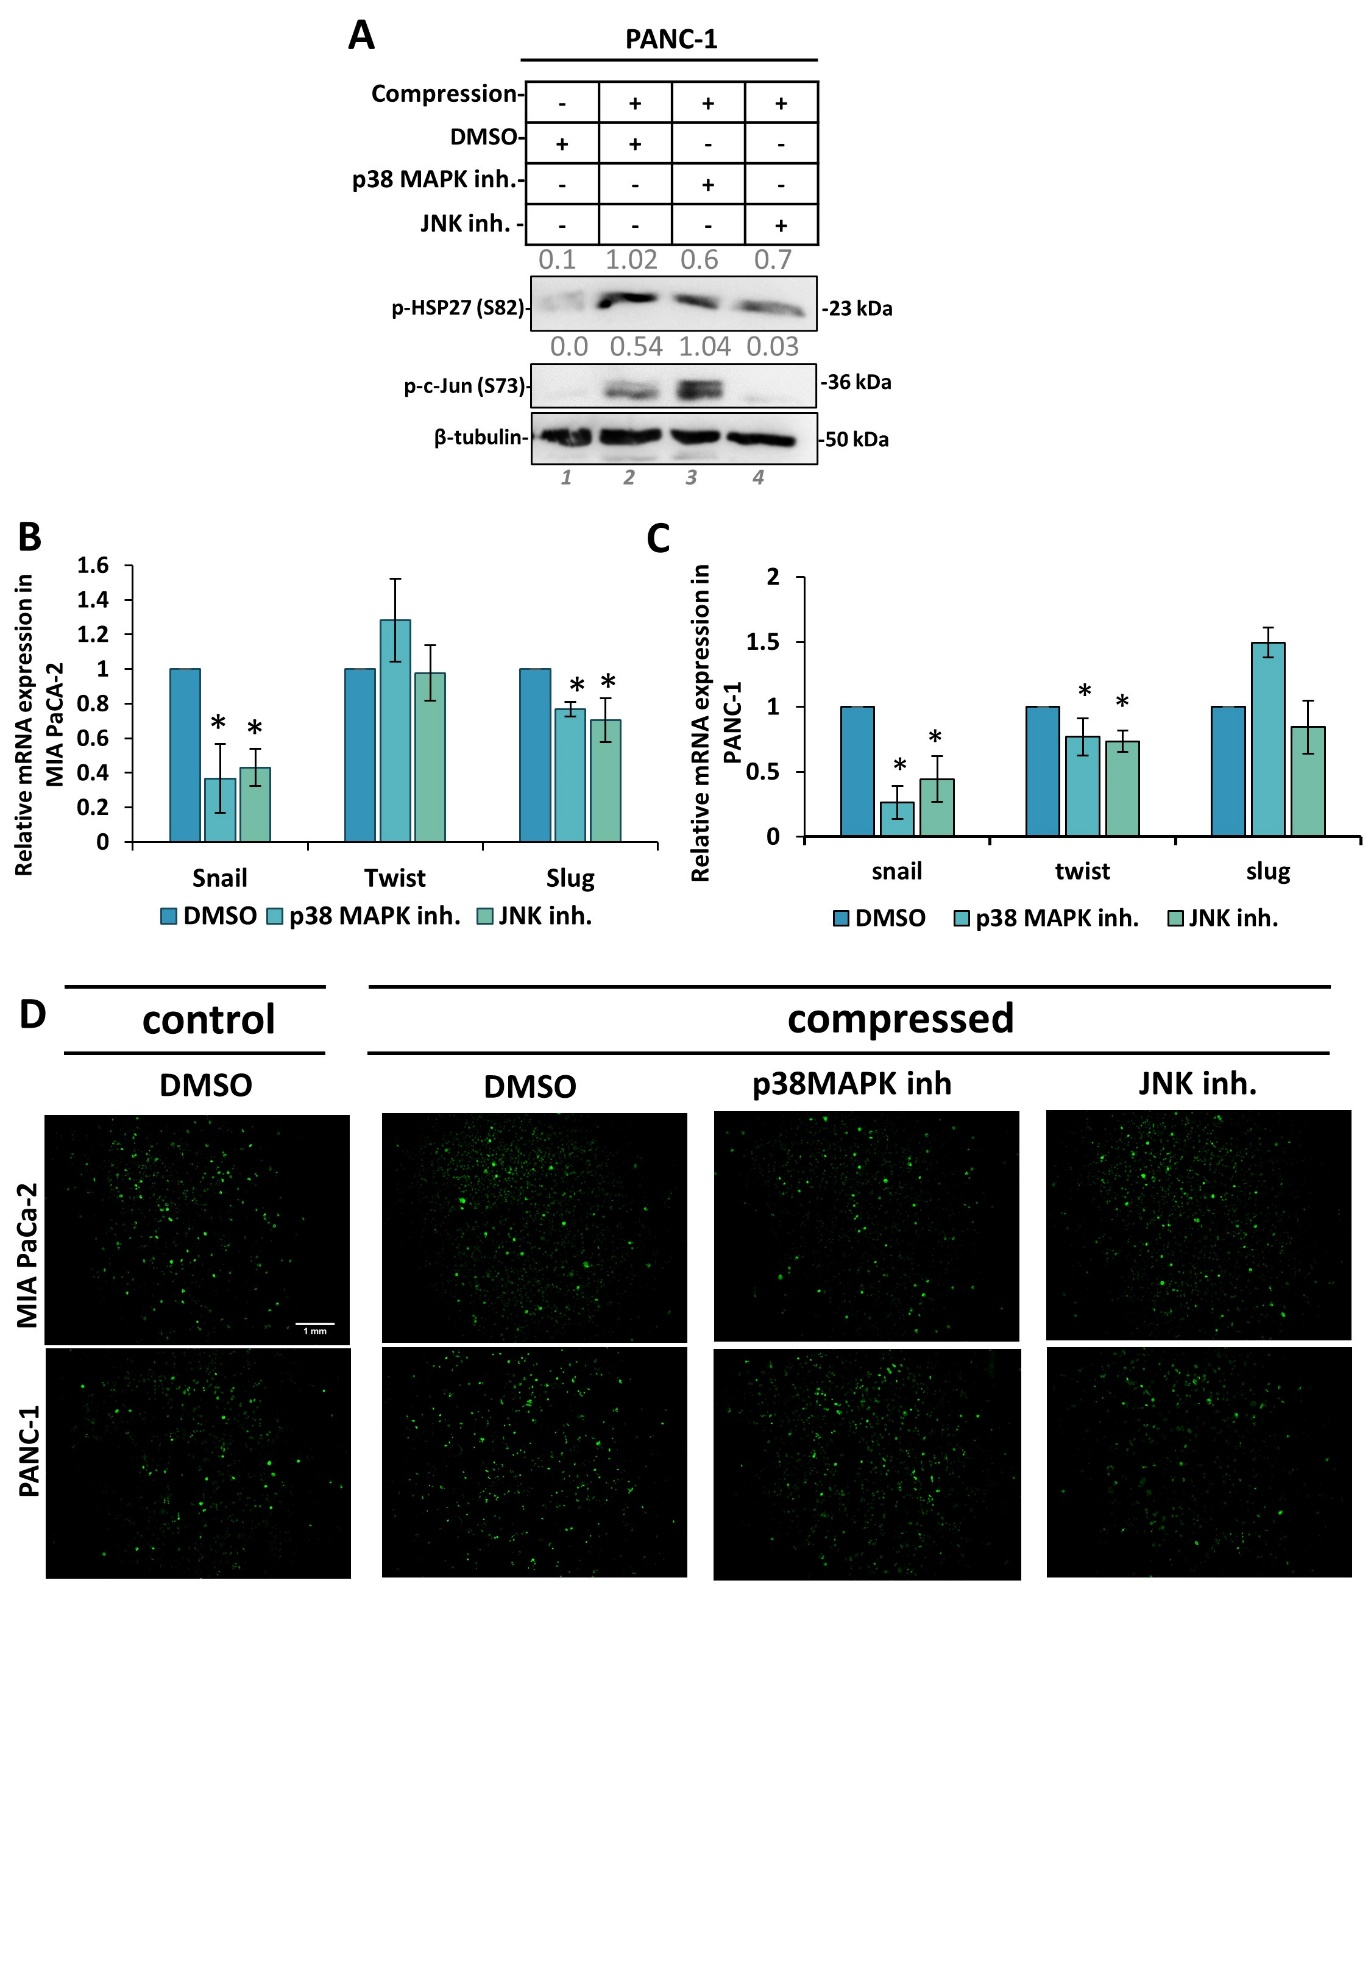 A
PANC-1
Compression- - + + +
DMSO- + + - -
p38 MAPK inh.- - - + -
JNK inh. - - - - +
0.1 1.02 0.6 0.7
p-HSP27 (S82)- -23 kDa
0.0 0.54 1.04 0.03
p-c-Jun (S73)- -36 kDa
β-tubulin- -50 kDa
1 2 3 4
B
Relative mRNA expression in
MIA PaCA-2
1.6
1.4
1.2
1
0.8
0.6
0.4
0.2
0
* * * *
Snail Twist Slug
DMSO p38 MAPK inh. JNK inh.
C
Relative mRNA expression in
PANC-1
2
1.5
1
0.5
0
* * * *
snail twist slug
DMSO p38 MAPK inh. JNK inh.
D
control compressed
DMSO DMSO p38MAPK inh JNK inh.
MIA PaCa-2
1 mm
PANC-1